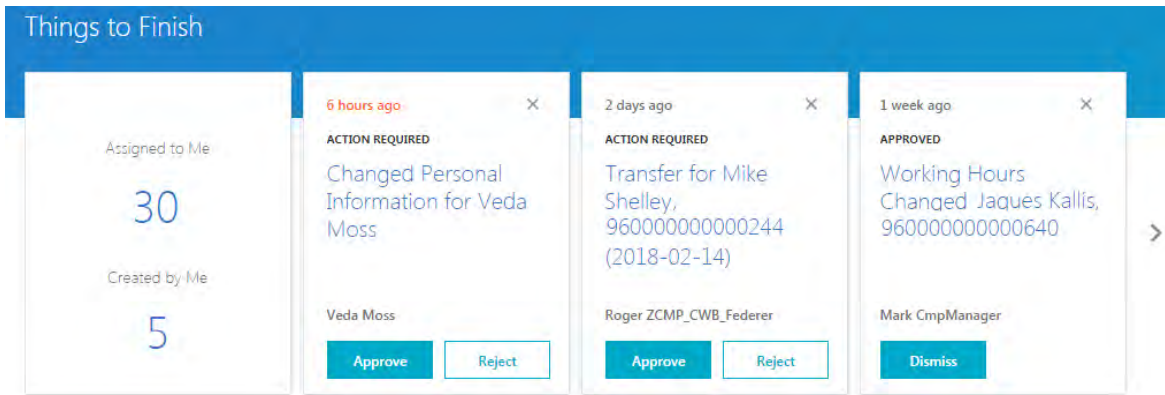 Things to Finish
Assigned to Me
30
Created by Me
5
6 hours ago
ACTION REQUIRED
Changed Personal
Information for Veda
Moss
Veda Moss
Approve
Reject
2 days ago
ACTION REQUIRED
Transfer for Mike
Shelley,
960000000000244
(2018-02-14)
Roger ZCMP_CWB_Federer
Approve
Reject
1 week ago
APPROVED
Working Hours
Changed Jaques Kallis,
960000000000640
Mark CmpManager
Dismiss